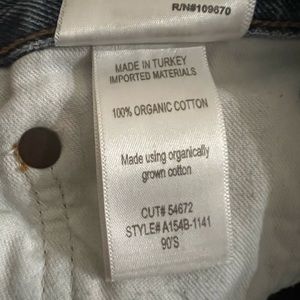 R/N#109670
MADE IN TURKEY
IMPORTED MATERIALS
100% ORGANIC COTTON
Made using organically
grown cotton
CUT# 54672
STYLE# A154B-1141
90'S